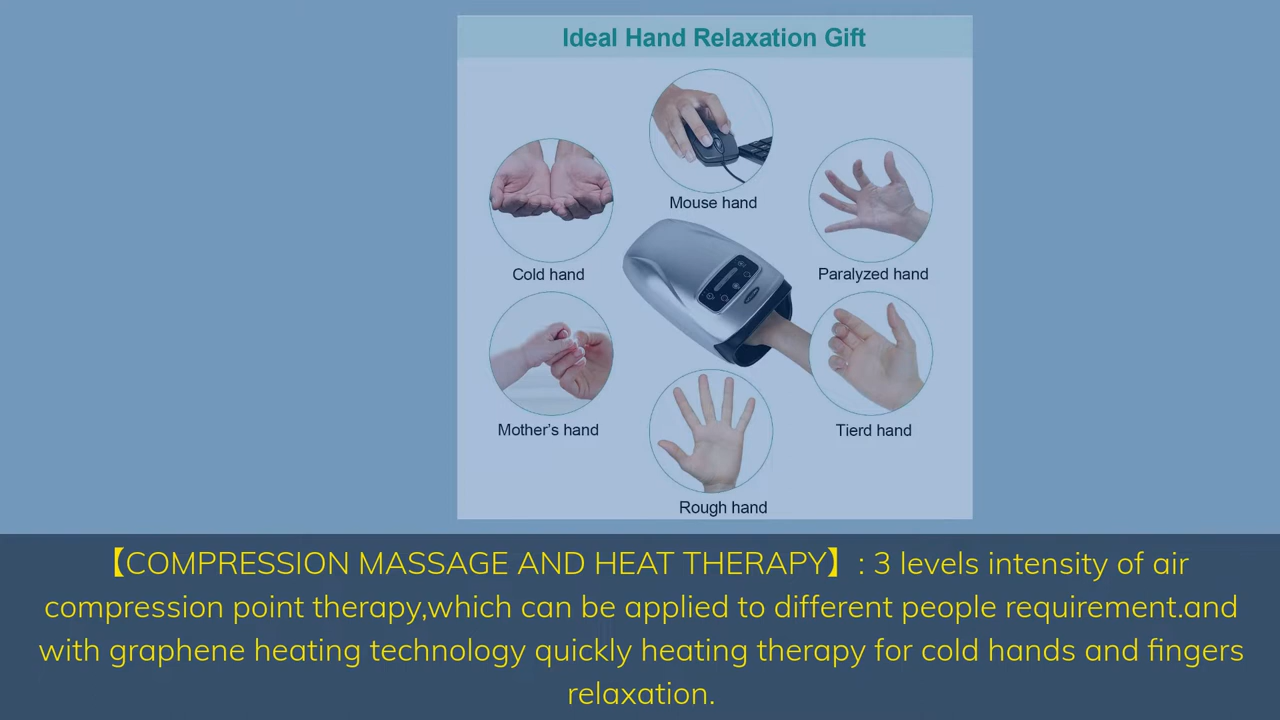 Ideal Hand Relaxation Gift
Mouse hand
Cold hand
Paralyzed hand
Mother's hand
Tierd hand
Rough hand
【COMPRESSION MASSAGE AND HEAT THERAPY】: 3 levels intensity of air
compression point therapy,which can be applied to different people requirement.and
with graphene heating technology quickly heating therapy for cold hands and fingers
relaxation.